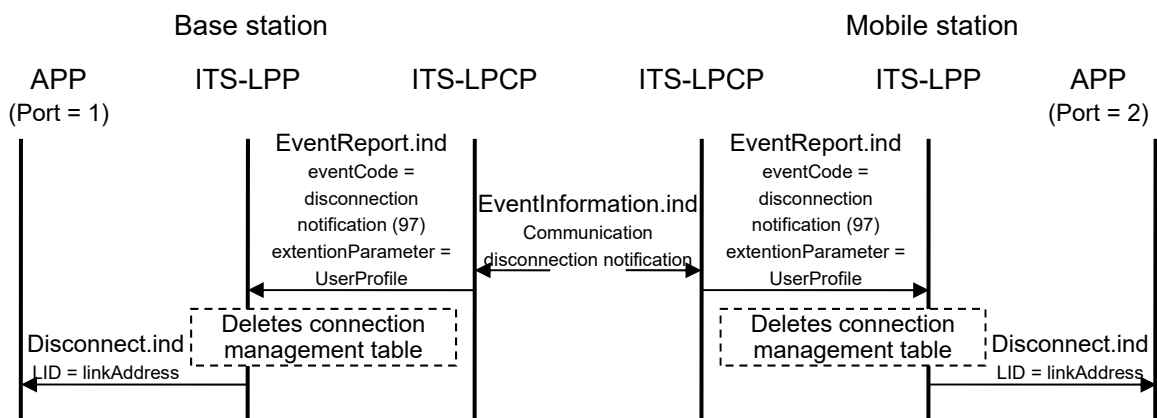 Base station
Mobile station
APP
(Port = 1)
ITS-LPP
ITS-LPCP
ITS-LPCP
ITS-LPP
APP
(Port = 2)
EventReport.ind
eventCode =
disconnection
notification (97)
extentionParameter =
UserProfile
EventInformation.ind
Communication
disconnection notification
EventReport.ind
eventCode =
disconnection
notification (97)
extentionParameter =
UserProfile
Deletes connection
management table
Deletes connection
management table
Disconnect.ind
LID = linkAddress
Disconnect.ind
LID = linkAddress